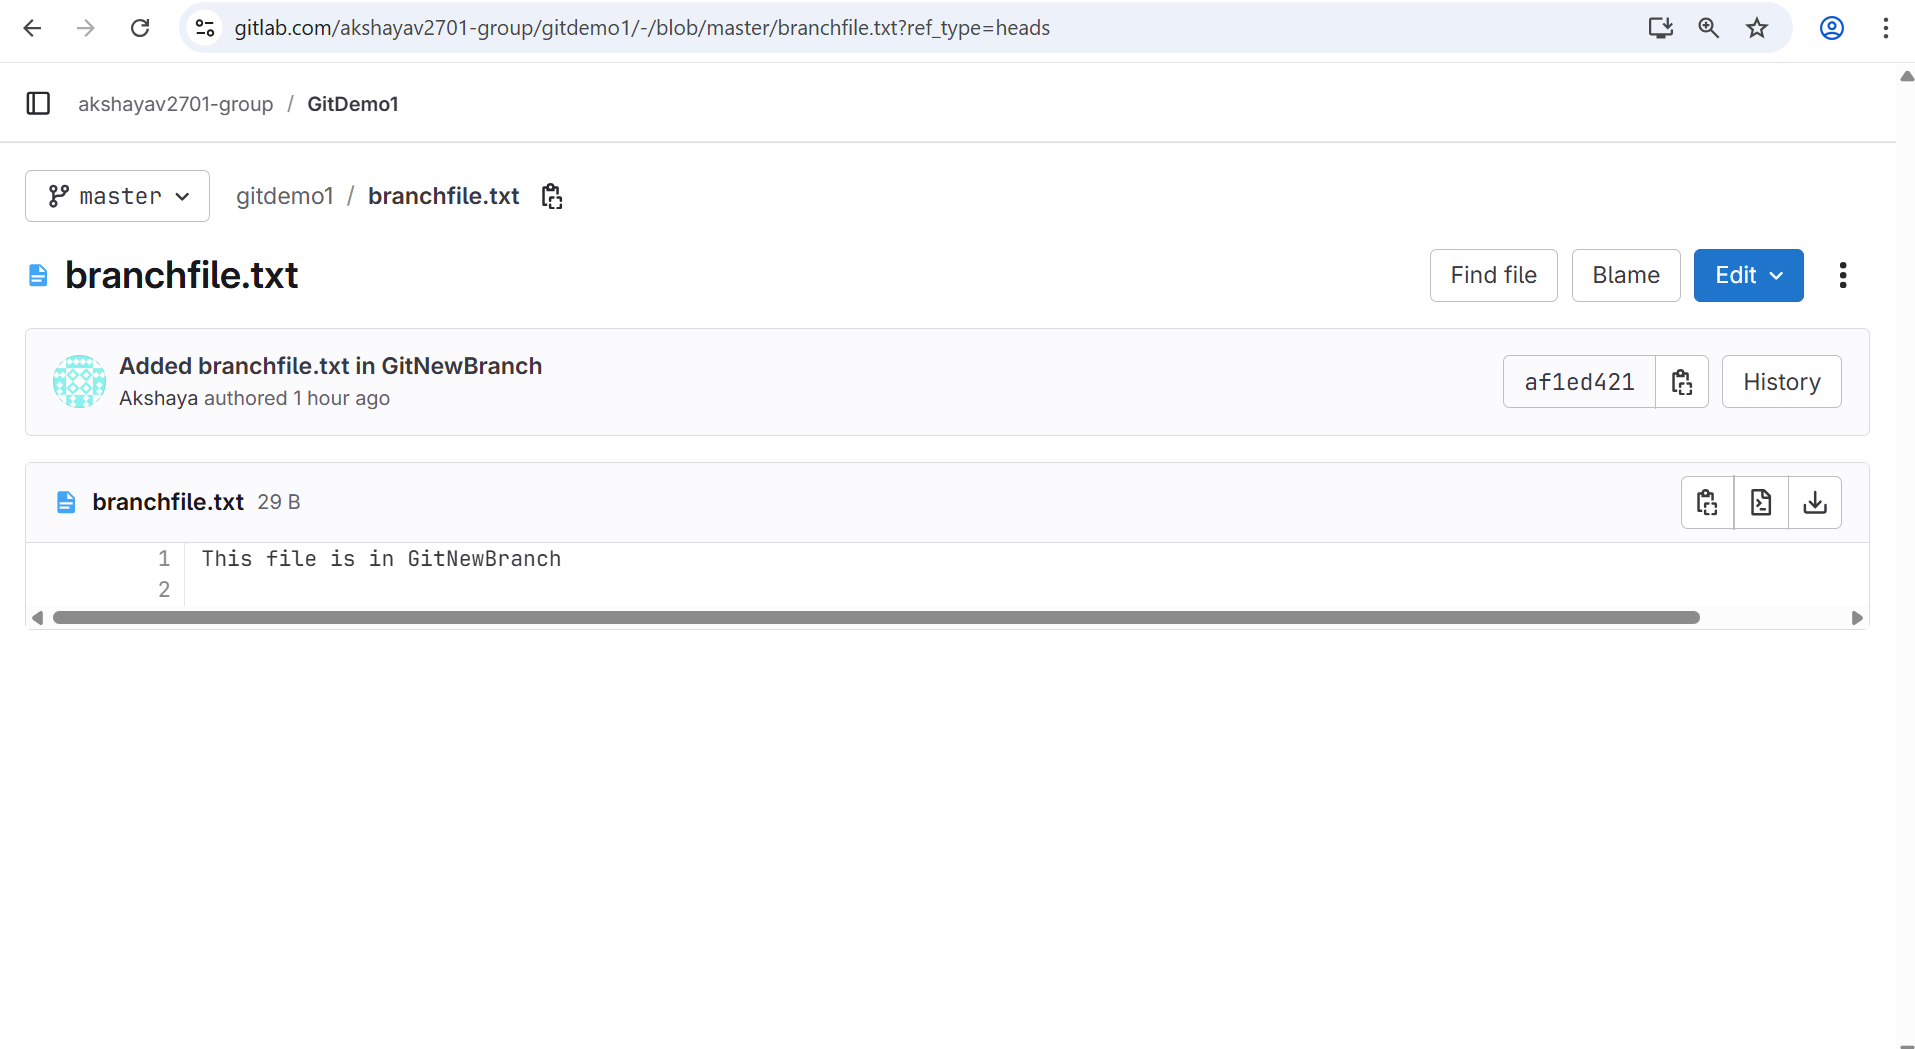 gitlab.com/akshayav2701-group/gitdemo1/-/blob/master/branchfile.txt?ref_type=heads
akshayav2701-group / GitDemo1
master gitdemo1 / branchfile.txt
branchfile.txt Find file Blame Edit
Added branchfile.txt in GitNewBranch
Akshaya authored 1 hour ago
af1ed421 History
branchfile.txt 29 B
1 This file is in GitNewBranch
2